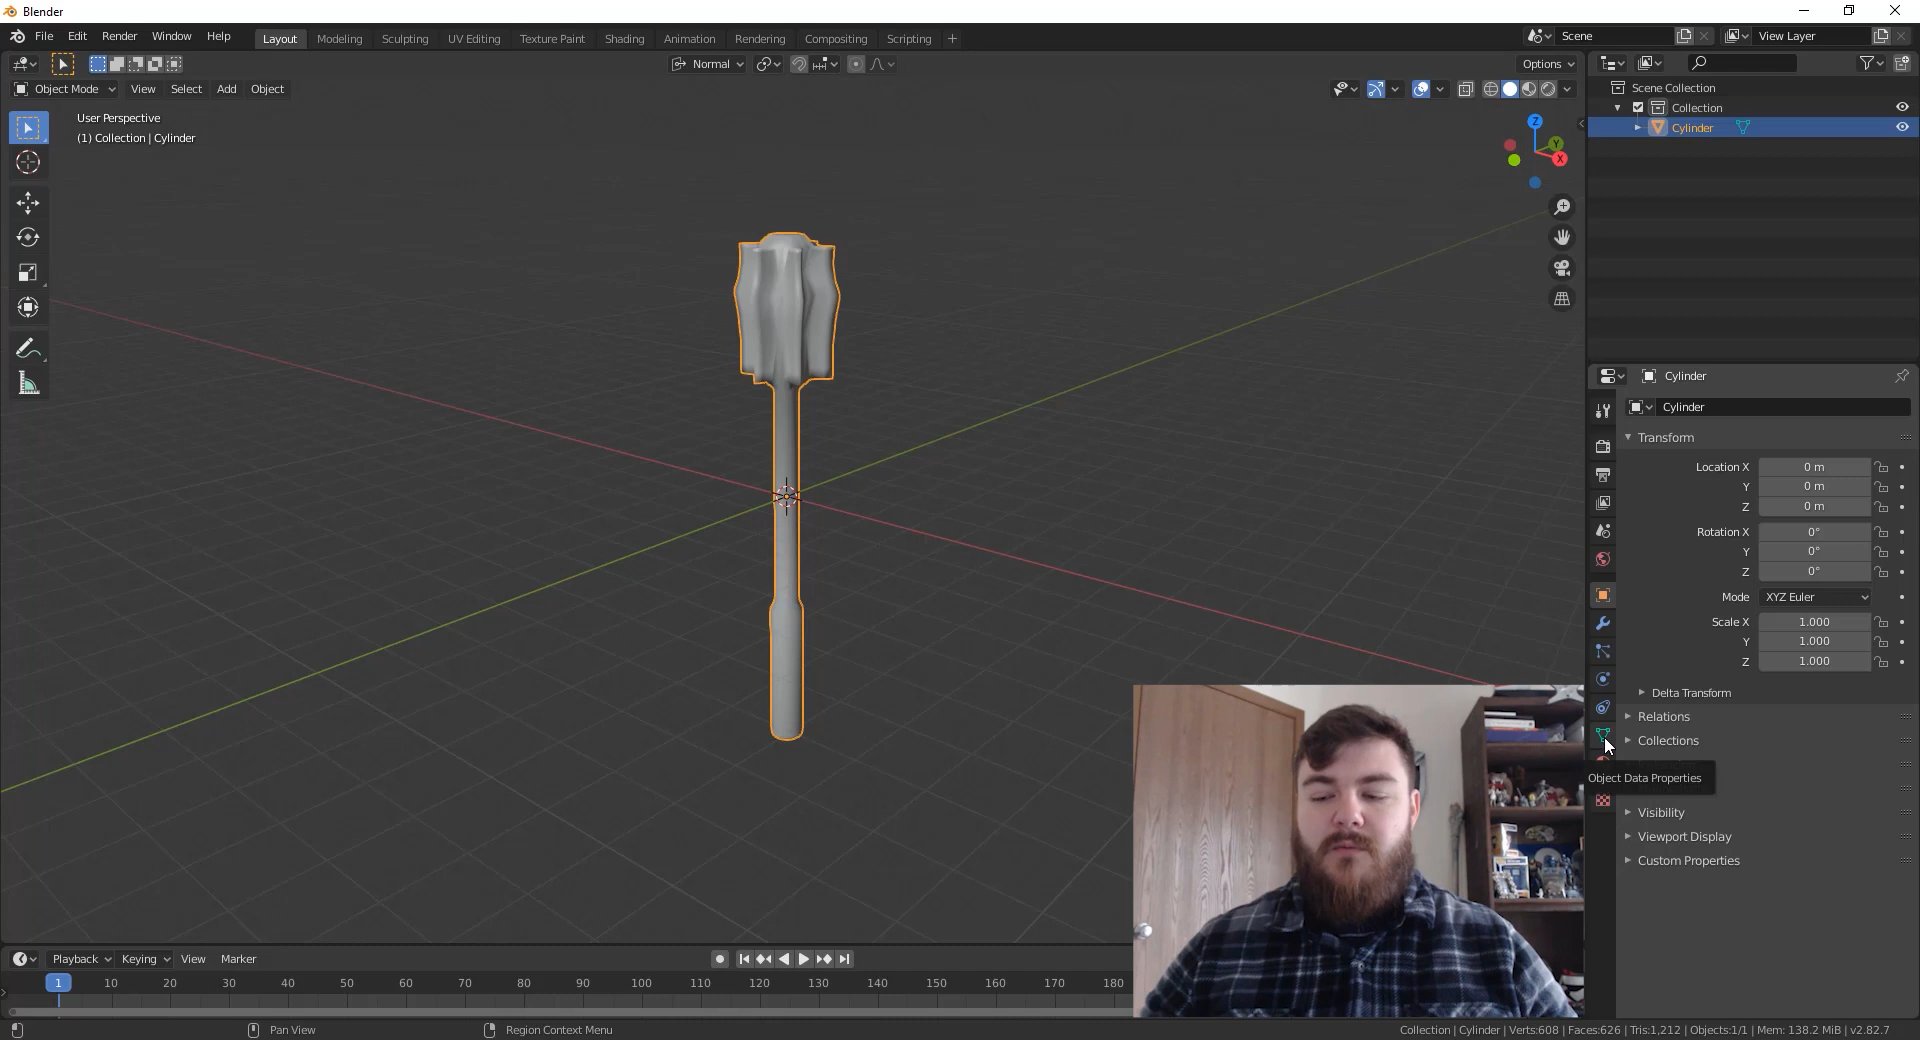 Blender
File Edit Render Window Help Layout Modeling Sculpting UV Editing Texture Paint Shading Animation Rendering Compositing Scripting + Scene View Layer
Normal Options
Object Mode View Select Add Object
User Perspective
(1) Collection | Cylinder
Z
Y
X
Scene Collection
Collection
Cylinder
Cylinder
Cylinder
Transform
Location X 0 m
Y 0 m
Z 0 m
Rotation X 0°
Y 0°
Z 0°
Mode XYZ Euler
Scale X 1.000
Y 1.000
Z 1.000
Delta Transform
Relations
Collections
Object Data Properties
Visibility
Viewport Display
Custom Properties
Playback Keying View Marker
1 10 20 30 40 50 60 70 80 90 100 110 120 130 140 150 160 170 180
Pan View Region Context Menu Collection | Cylinder | Verts:608 | Faces:626 | Tris:1,212 | Objects:1/1 | Mem: 138.2 MiB | v2.82.7